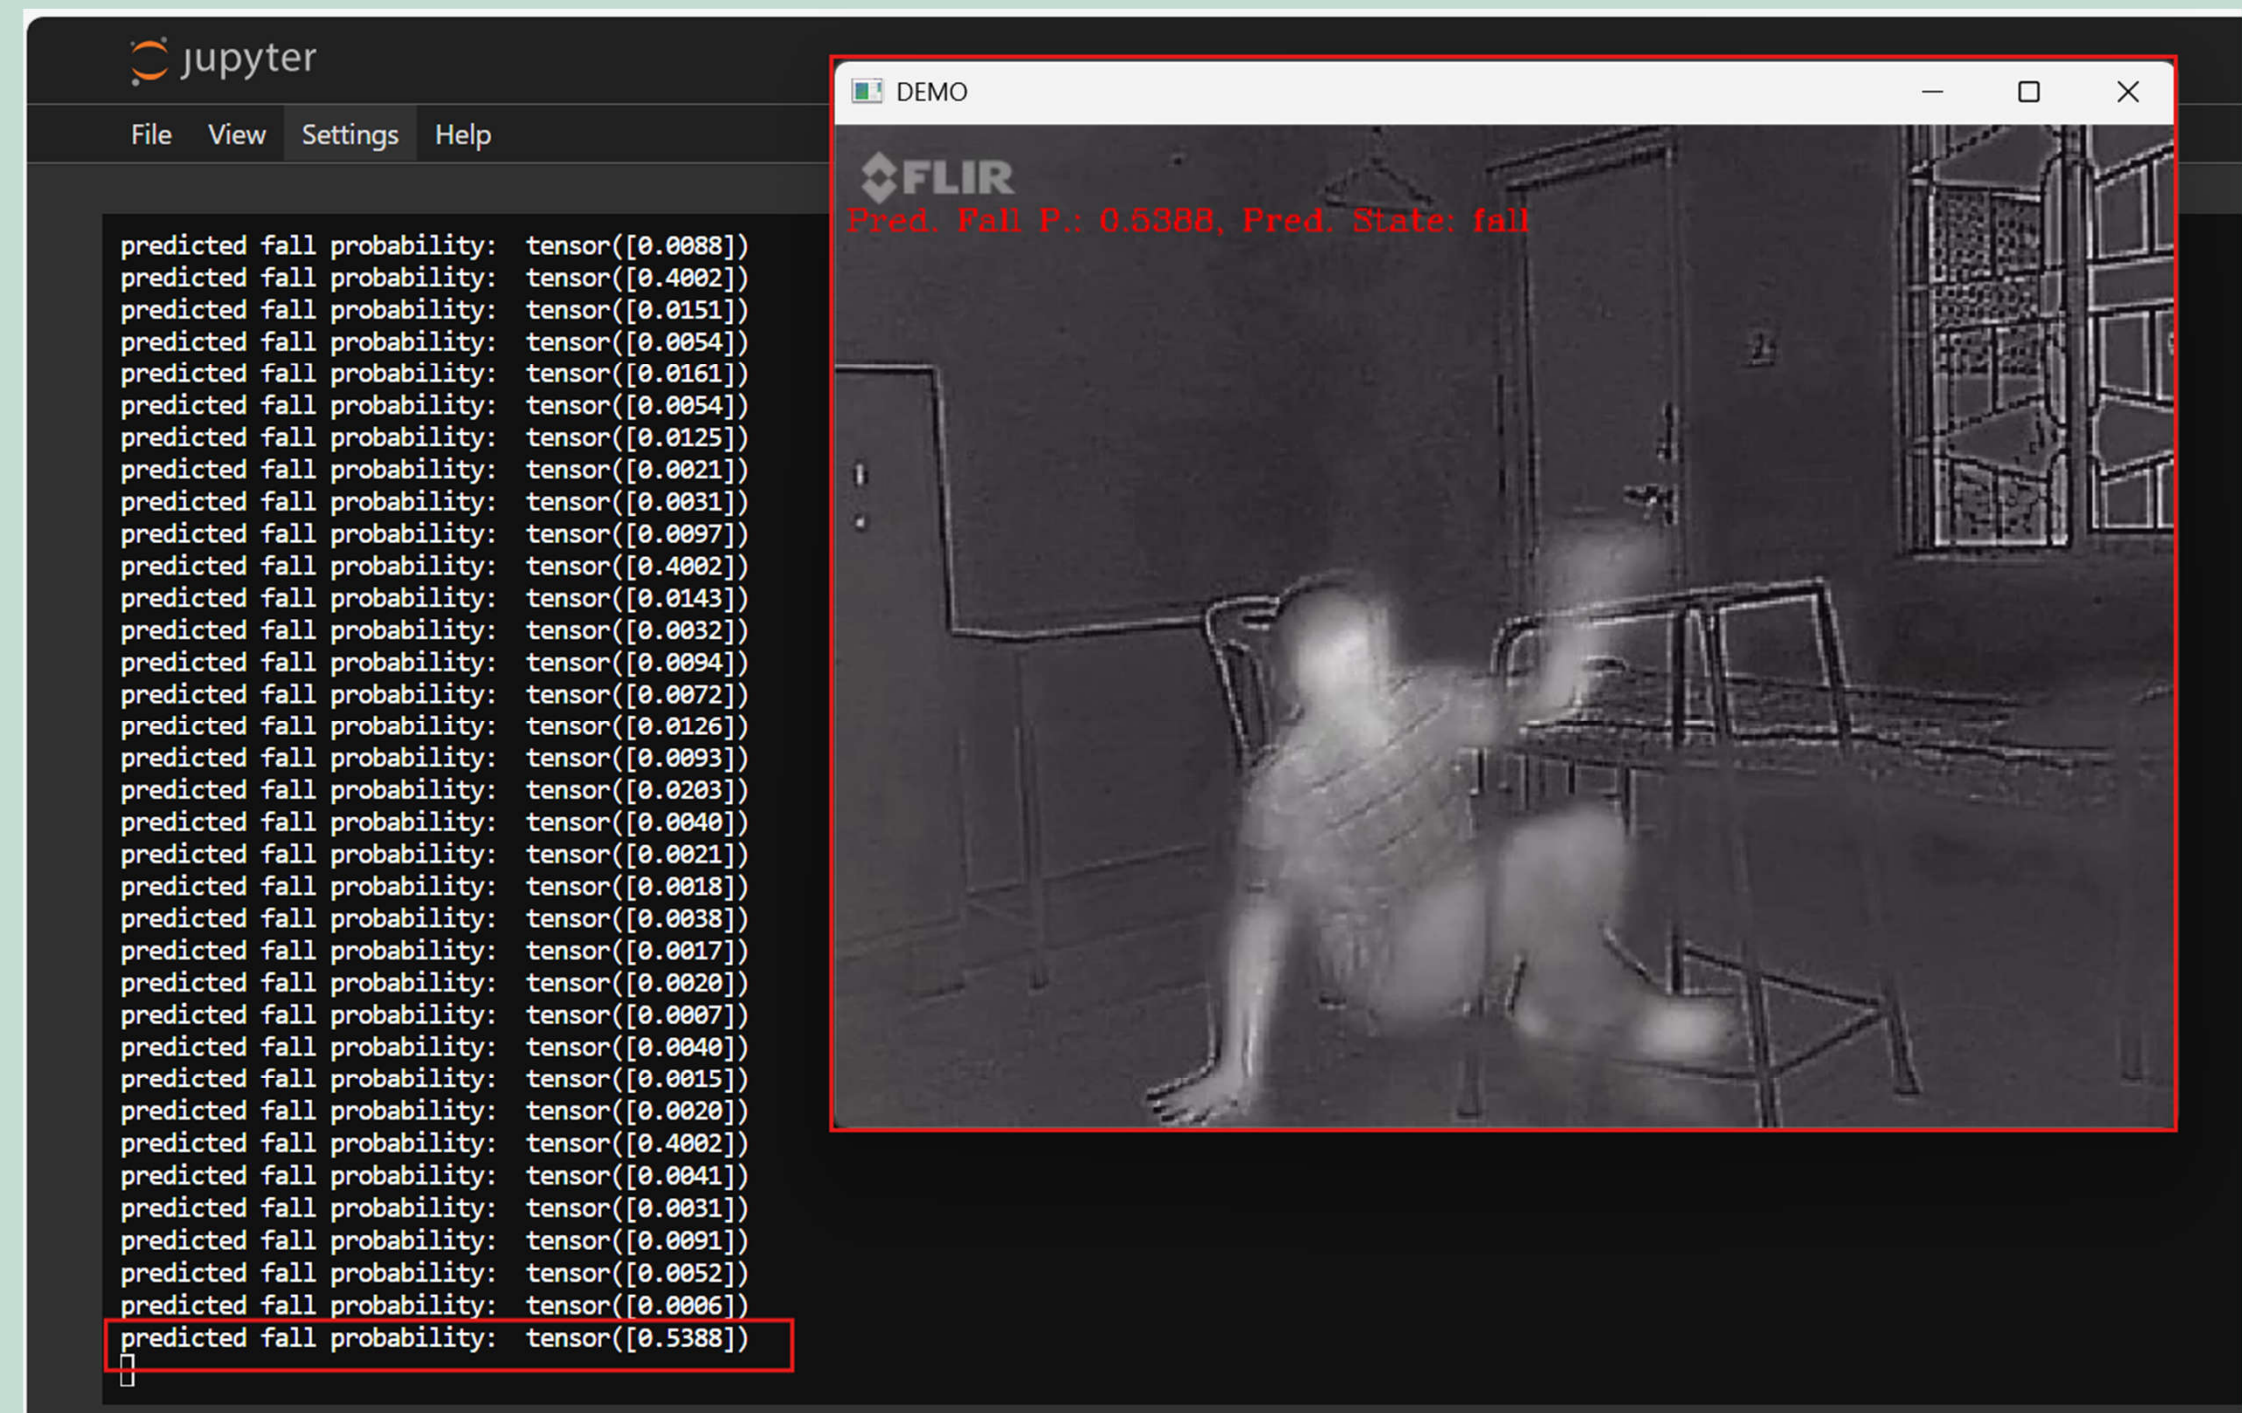 jupyter
File View Settings Help
predicted fall probability: tensor([0.0088])
predicted fall probability: tensor([0.4002])
predicted fall probability: tensor([0.0151])
predicted fall probability: tensor([0.0054])
predicted fall probability: tensor([0.0161])
predicted fall probability: tensor([0.0054])
predicted fall probability: tensor([0.0125])
predicted fall probability: tensor([0.0021])
predicted fall probability: tensor([0.0031])
predicted fall probability: tensor([0.0097])
predicted fall probability: tensor([0.4002])
predicted fall probability: tensor([0.0143])
predicted fall probability: tensor([0.0032])
predicted fall probability: tensor([0.0094])
predicted fall probability: tensor([0.0072])
predicted fall probability: tensor([0.0126])
predicted fall probability: tensor([0.0093])
predicted fall probability: tensor([0.0203])
predicted fall probability: tensor([0.0040])
predicted fall probability: tensor([0.0021])
predicted fall probability: tensor([0.0018])
predicted fall probability: tensor([0.0038])
predicted fall probability: tensor([0.0017])
predicted fall probability: tensor([0.0020])
predicted fall probability: tensor([0.0007])
predicted fall probability: tensor([0.0040])
predicted fall probability: tensor([0.0015])
predicted fall probability: tensor([0.0020])
predicted fall probability: tensor([0.4002])
predicted fall probability: tensor([0.0041])
predicted fall probability: tensor([0.0031])
predicted fall probability: tensor([0.0091])
predicted fall probability: tensor([0.0052])
predicted fall probability: tensor([0.0006])
predicted fall probability: tensor([0.5388])
DEMO
FLIR
Pred. Fall P.: 0.5388, Pred. State: fall